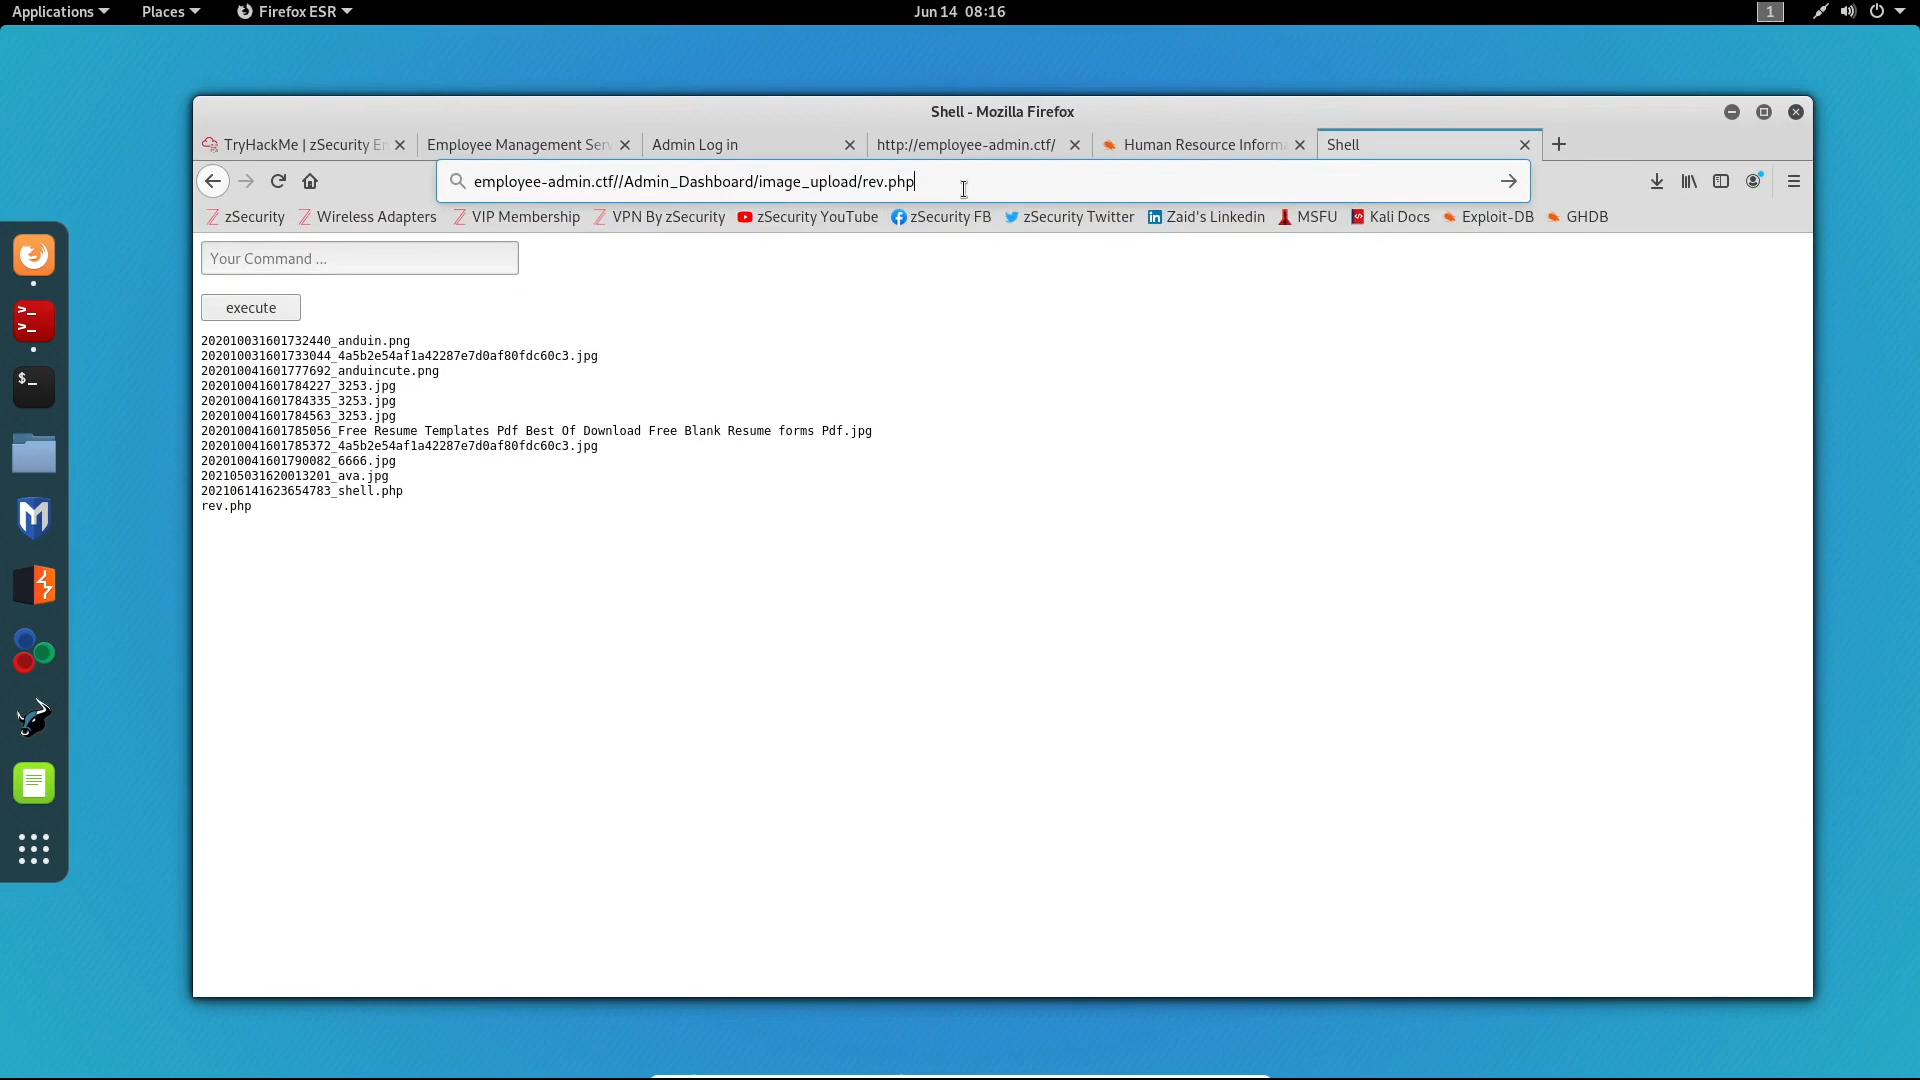 Applications Places Firefox ESR Jun 14 08:16 1
Shell - Mozilla Firefox
TryHackMe | zSecurity En Employee Management Serv Admin Log in http://employee-admin.ctf/ Human Resource Informa Shell
employee-admin.ctf//Admin_Dashboard/image_upload/rev.php
zSecurity Wireless Adapters VIP Membership VPN By zSecurity zSecurity YouTube zSecurity FB zSecurity Twitter Zaid's Linkedin MSFU Kali Docs Exploit-DB GHDB
Your Command ...
execute
202010031601732440_anduin.png
202010031601733044_4a5b2e54af1a42287e7d0af80fdc60c3.jpg
202010041601777692_anduincute.png
202010041601784227_3253.jpg
202010041601784335_3253.jpg
202010041601784563_3253.jpg
202010041601785056_Free Resume Templates Pdf Best Of Download Free Blank Resume forms Pdf.jpg
202010041601785372_4a5b2e54af1a42287e7d0af80fdc60c3.jpg
202010041601790082_6666.jpg
202105031620013201_ava.jpg
202106141623654783_shell.php
rev.php